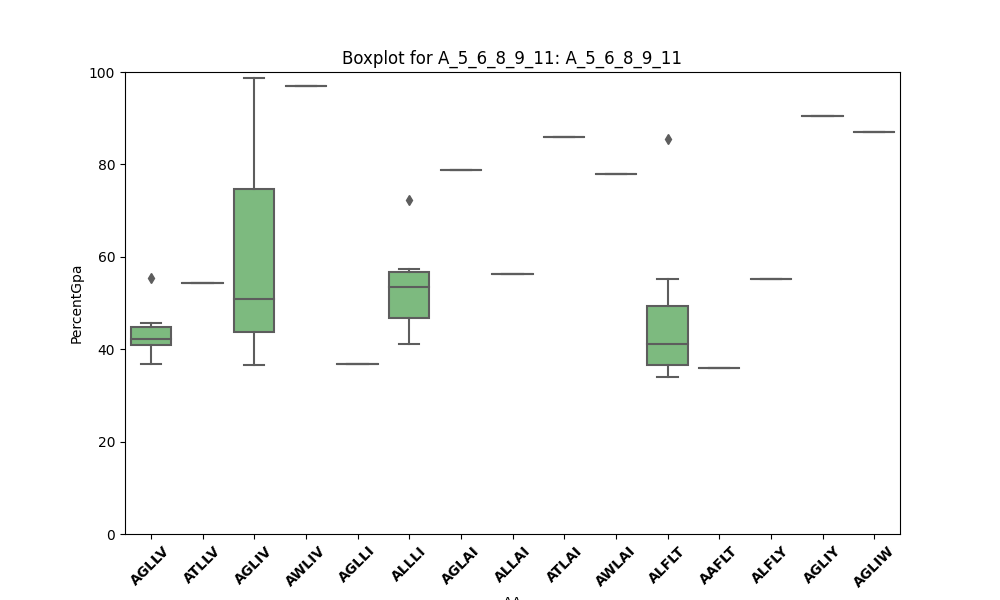 Boxplot for A_5_6_8_9_11: A_5_6_8_9_11
100
80
60
40
20
0
PercentGpa
AGLLV
ATLLV
AGLIV
AWLIV
AGLLI
ALLLI
AGLAI
ALLAI
ATLAI
AWLAI
ALFLT
AAFLT
ALFLY
AGLIY
AGLIW